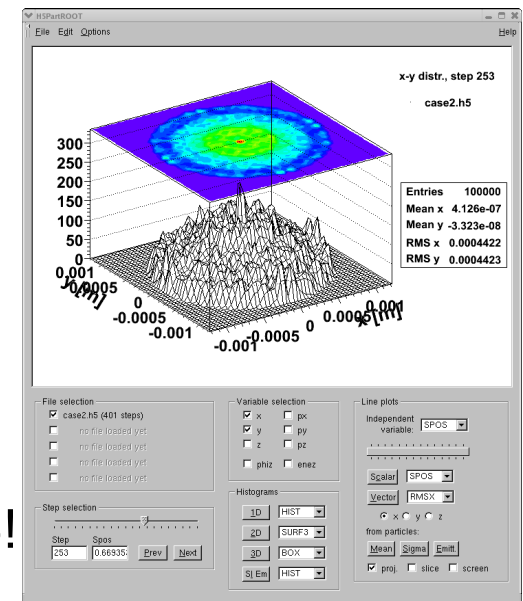 H5PartROOT
File Edit Options Help
x-y distr., step 253
case2.h5
300
250
200
150
100
50
0
Entries 100000
Mean x 4.126e-07
Mean y -3.323e-08
RMS x 0.0004422
RMS y 0.0004423
0.001
0.0005
0
-0.0005
-0.001
y [m]
-0.001
-0.0005
0
0.0005
0.001
x [m]
File selection
case2.h5 (401 steps)
no file loaded yet
no file loaded yet
no file loaded yet
no file loaded yet
Step selection
Step Spos
253 0.66935: Prev Next
Variable selection
x px
y py
z pz
phiz enez
Histograms
1D HIST
2D SURF3
3D BOX
Sl Em HIST
Line plots
Independent variable: SPOS
Scalar SPOS
Vector RMSX
x y z
from particles:
Mean Sigma Emitt.
proj. slice screen
!